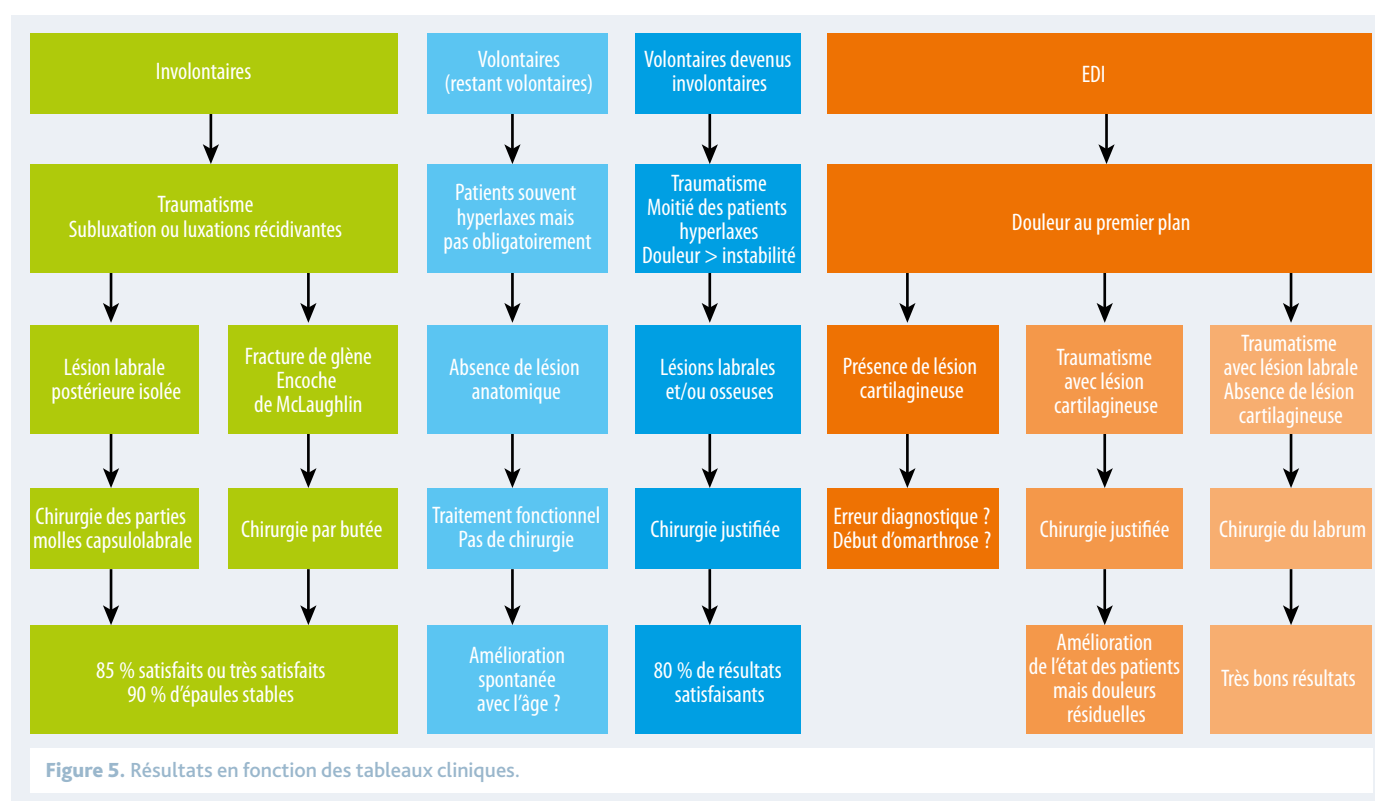 Involontaires
Volontaires
(restant volontaires)
Volontaires devenus
involontaires
EDI
Traumatisme
Subluxation ou luxations récidivantes
Patients souvent
hyperlaxes mais
pas obligatoirement
Traumatisme
Moitié des patients
hyperlaxes
Douleur > instabilité
Douleur au premier plan
Lésion labrale
postérieure isolée
Fracture de glène
Encoche
de McLaughlin
Absence de lésion
anatomique
Lésions labrales
et/ou osseuses
Présence de lésion
cartilagineuse
Traumatisme
avec lésion
cartilagineuse
Traumatisme
avec lésion labrale
Absence de lésion
cartilagineuse
Chirurgie des parties
molles capsulolabrale
Chirurgie par butée
Traitement fonctionnel
Pas de chirurgie
Chirurgie justifiée
Erreur diagnostique ?
Début d'omarthrose ?
Chirurgie justifiée
Chirurgie du labrum
85 % satisfaits ou très satisfaits
90 % d'épaules stables
Amélioration
spontanée
avec l'âge ?
80 % de résultats
satisfaisants
Amélioration
de l'état des patients
mais douleurs
résiduelles
Très bons résultats
Figure 5. Résultats en fonction des tableaux cliniques.